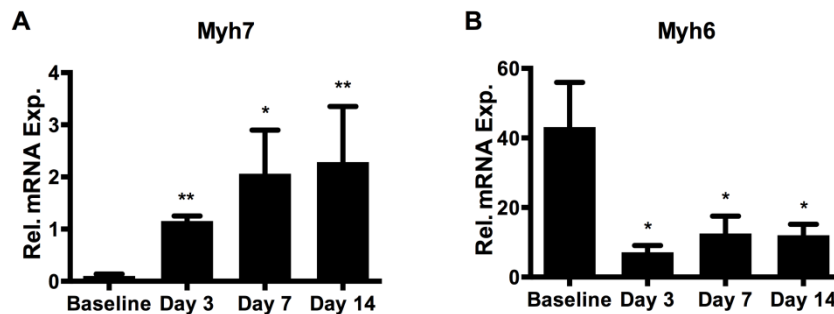 A
Myh7
Rel. mRNA Exp.
4
3
2
1
0
**
*
**
Baseline Day 3 Day 7 Day 14
B
Myh6
Rel. mRNA Exp.
60
40
20
0
*
*
*
Baseline Day 3 Day 7 Day 14